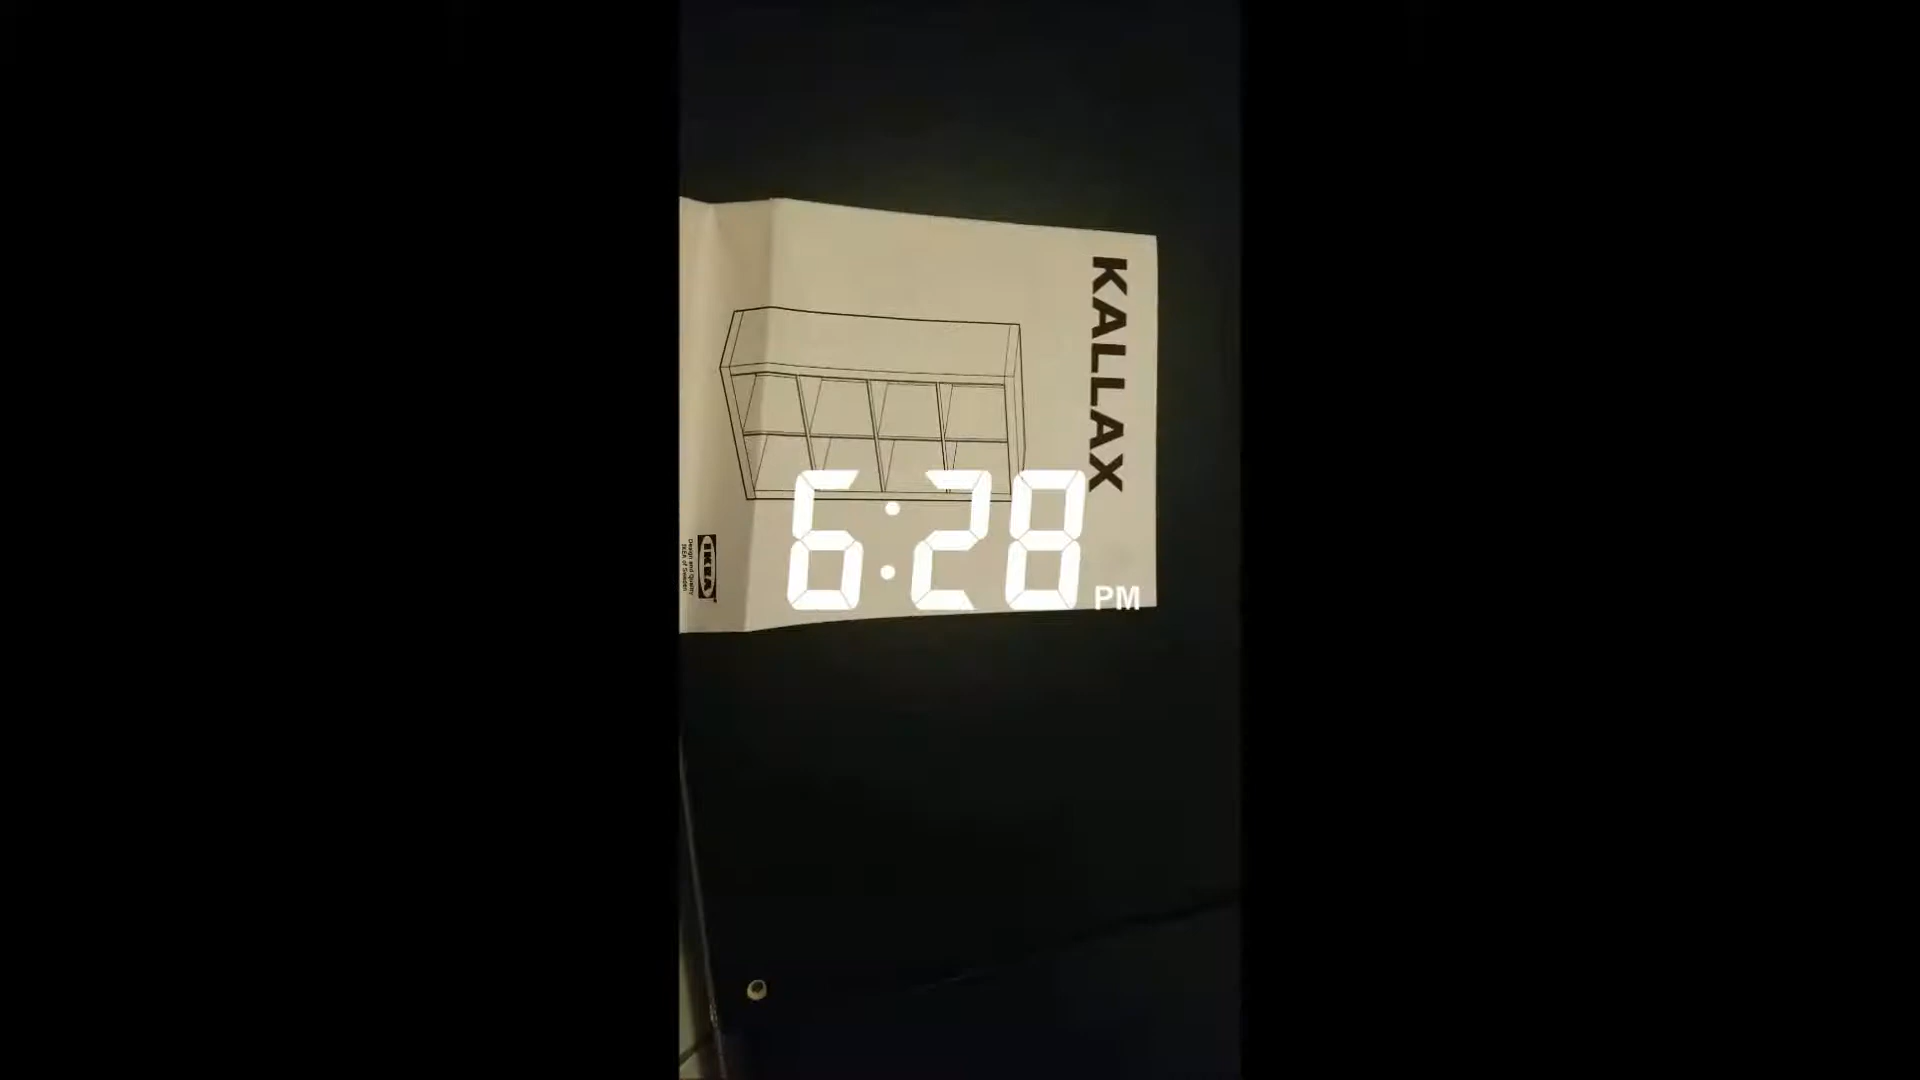 KALLAX
6:28 PM
IKEA
Design and Quality
IKEA of Sweden